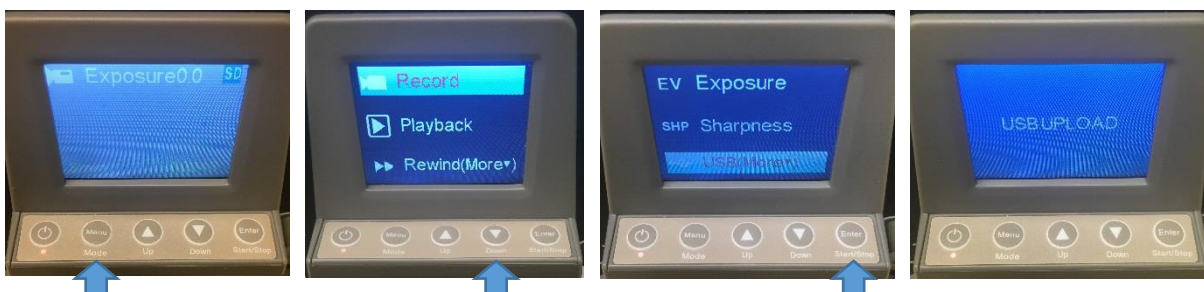 Exposure0.0 SD
Menu
Enter
Mode Up Down Start/Stop
Record
Playback
Rewind(More▾)
Menu
Enter
Mode Up Down Start/Stop
EV Exposure
SHP Sharpness
USB(More▾)
Menu
Enter
Mode Up Down Start/Stop
USB UPLOAD
Menu
Enter
Mode Up Down Start/Stop